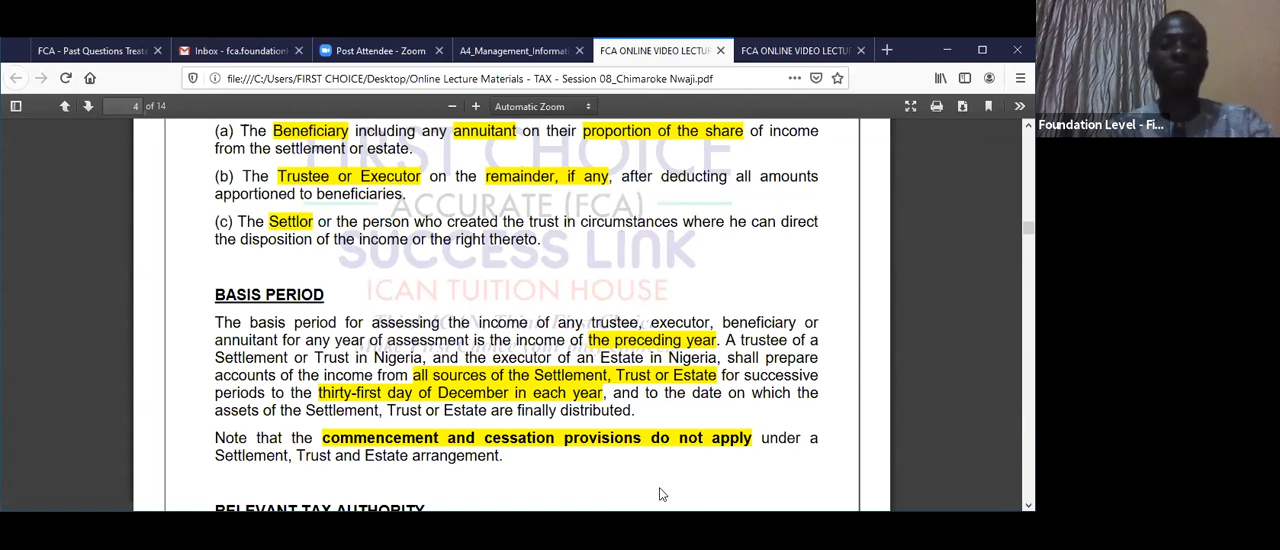 FCA - Past Questions Treate
Inbox - fca.foundation
Post Attendee - Zoom
A4_Management_Informati
FCA ONLINE VIDEO LECTUR
FCA ONLINE VIDEO LECTUR
file:///C:/Users/FIRST CHOICE/Desktop/Online Lecture Materials - TAX - Session 08_Chimaroke Nwaji.pdf
4 of 14
Automatic Zoom
Foundation Level - Fi...
FIRST CHOICE
ACCURATE (FCA)
SUCCESS LINK
ICAN TUITION HOUSE
(a) The Beneficiary including any annuitant on their proportion of the share of income
from the settlement or estate.
(b) The Trustee or Executor on the remainder, if any, after deducting all amounts
apportioned to beneficiaries.
(c) The Settlor or the person who created the trust in circumstances where he can direct
the disposition of the income or the right thereto.
BASIS PERIOD
The basis period for assessing the income of any trustee, executor, beneficiary or
annuitant for any year of assessment is the income of the preceding year. A trustee of a
Settlement or Trust in Nigeria, and the executor of an Estate in Nigeria, shall prepare
accounts of the income from all sources of the Settlement, Trust or Estate for successive
periods to the thirty-first day of December in each year, and to the date on which the
assets of the Settlement, Trust or Estate are finally distributed.
Note that the commencement and cessation provisions do not apply under a
Settlement, Trust and Estate arrangement.
RELEVANT TAX AUTHORITY